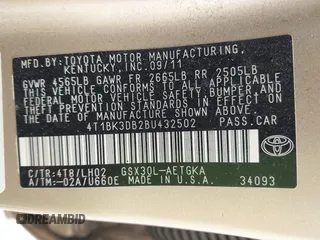 MFD.BY:TOYOTA MOTOR MANUFACTURING,
KENTUCKY,INC.09/11
GVWR 4565LB GAWR FR 2665LB RR 2505LB
THIS VEHICLE CONFORMS TO ALL APPLICABLE
FEDERAL MOTOR VEHICLE SAFETY, BUMPER, AND
THEFT PREVENTION STANDARDS IN EFFECT ON
THE DATE OF MANUFACTURE SHOWN ABOVE.
4T1BK3DB2BU432502 PASS.CAR
C/TR:4T8/LH02 GSX30L-AETGKA
A/TM:-02A/U660E
34093
TOYOTA
© DREAMBID